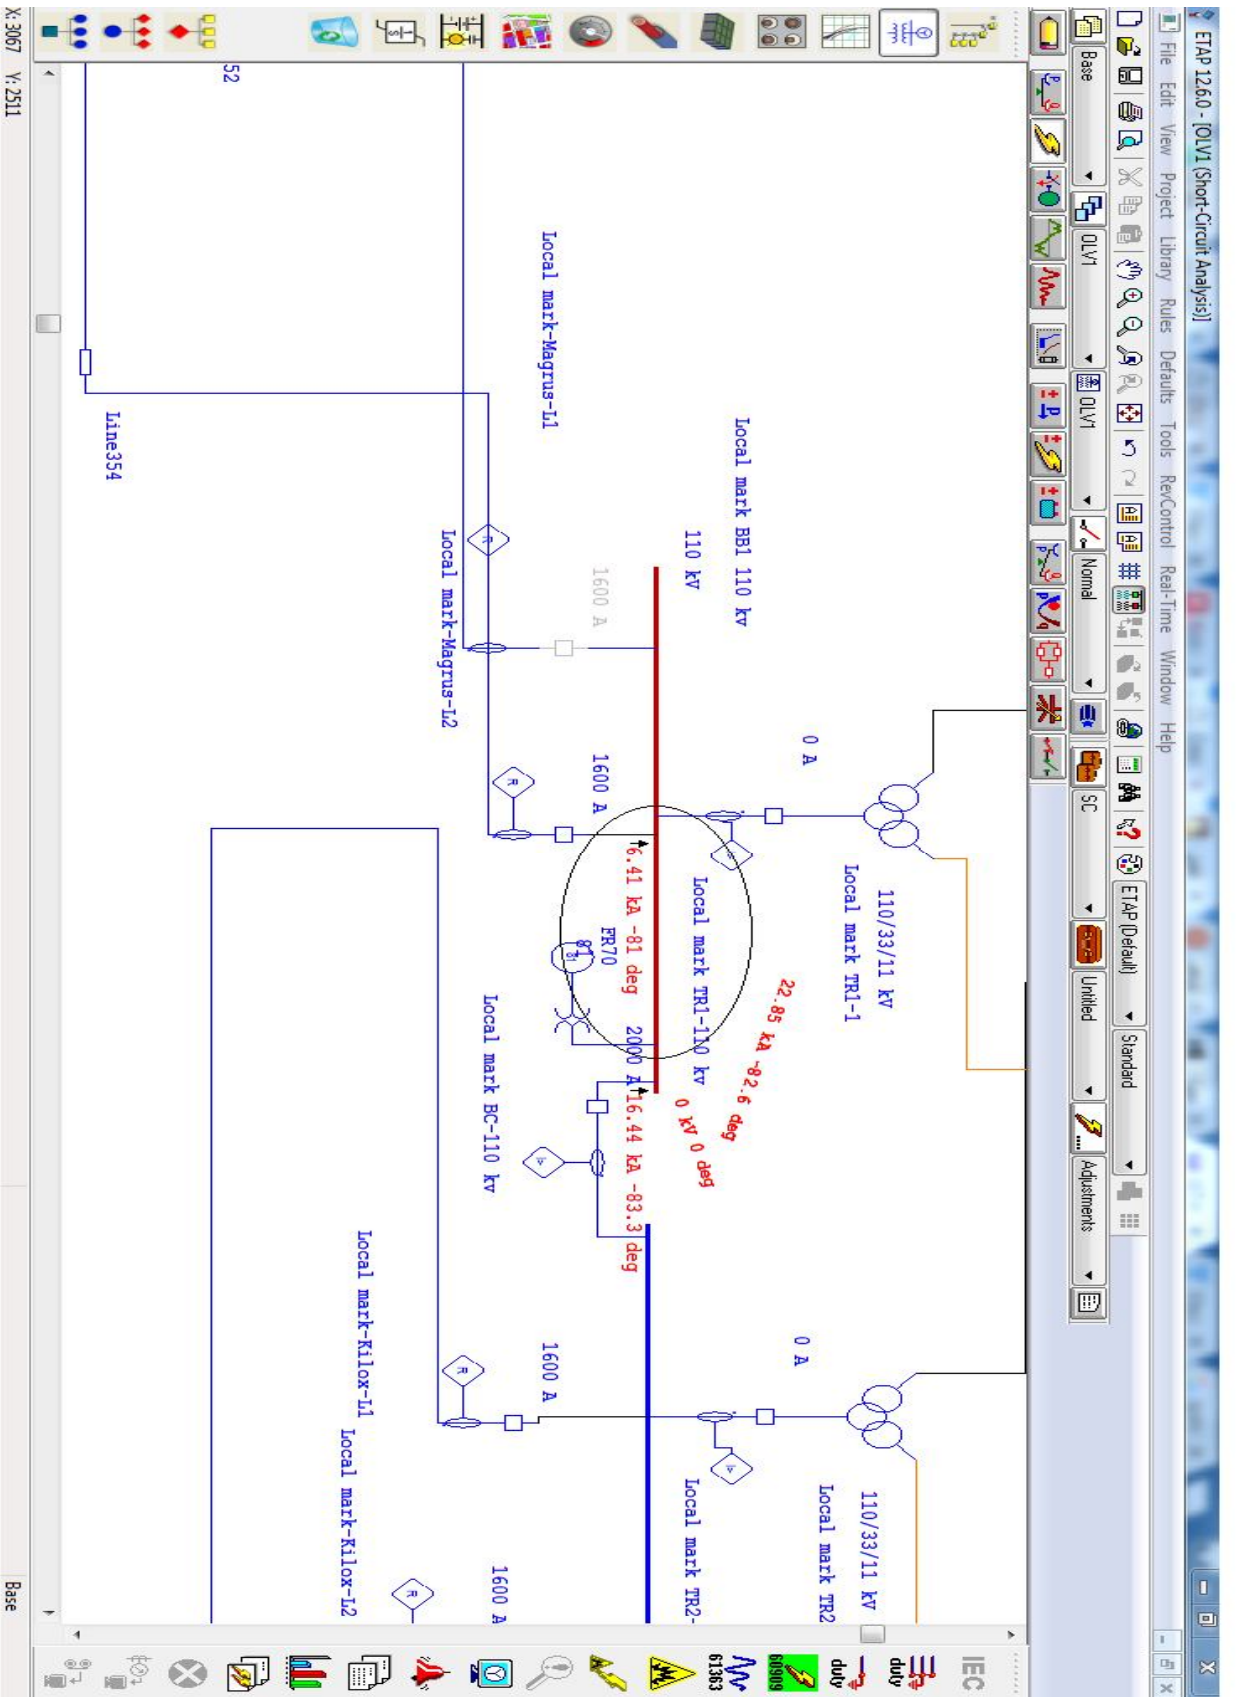 ETAP 12.6.0 - [OLV1 (Short-Circuit Analysis)]
File Edit View Project Library Rules Defaults Tools RevControl Real-Time Window Help
ETAP (Default)
Standard
Base
OLV1
OLV1
Normal
SC
Untitled
Adjustments
110/33/11 kV
Local mark TR1-1
0 A
110/33/11 kV
Local mark TR2
0 A
Local mark BB1 110 kv
110 kV
Local mark TR1-110 kv
22.85 kA -82.6 deg
0 kV 0 deg
Local mark TR2-
1600 A
1600 A
6.41 kA -81 deg
2000 A
16.44 kA -83.3 deg
FR70
81
81
R
R
I>
I>
I>
Local mark-Magrus-L1
Local mark-Magrus-L2
Local mark BC-110 kv
1600 A
1600 A
R
R
Local mark-Kilox-L1
Local mark-Kilox-L2
52
Line354
IEC
duty
duty
60909
61363
X: 3067 Y: 2511
Base